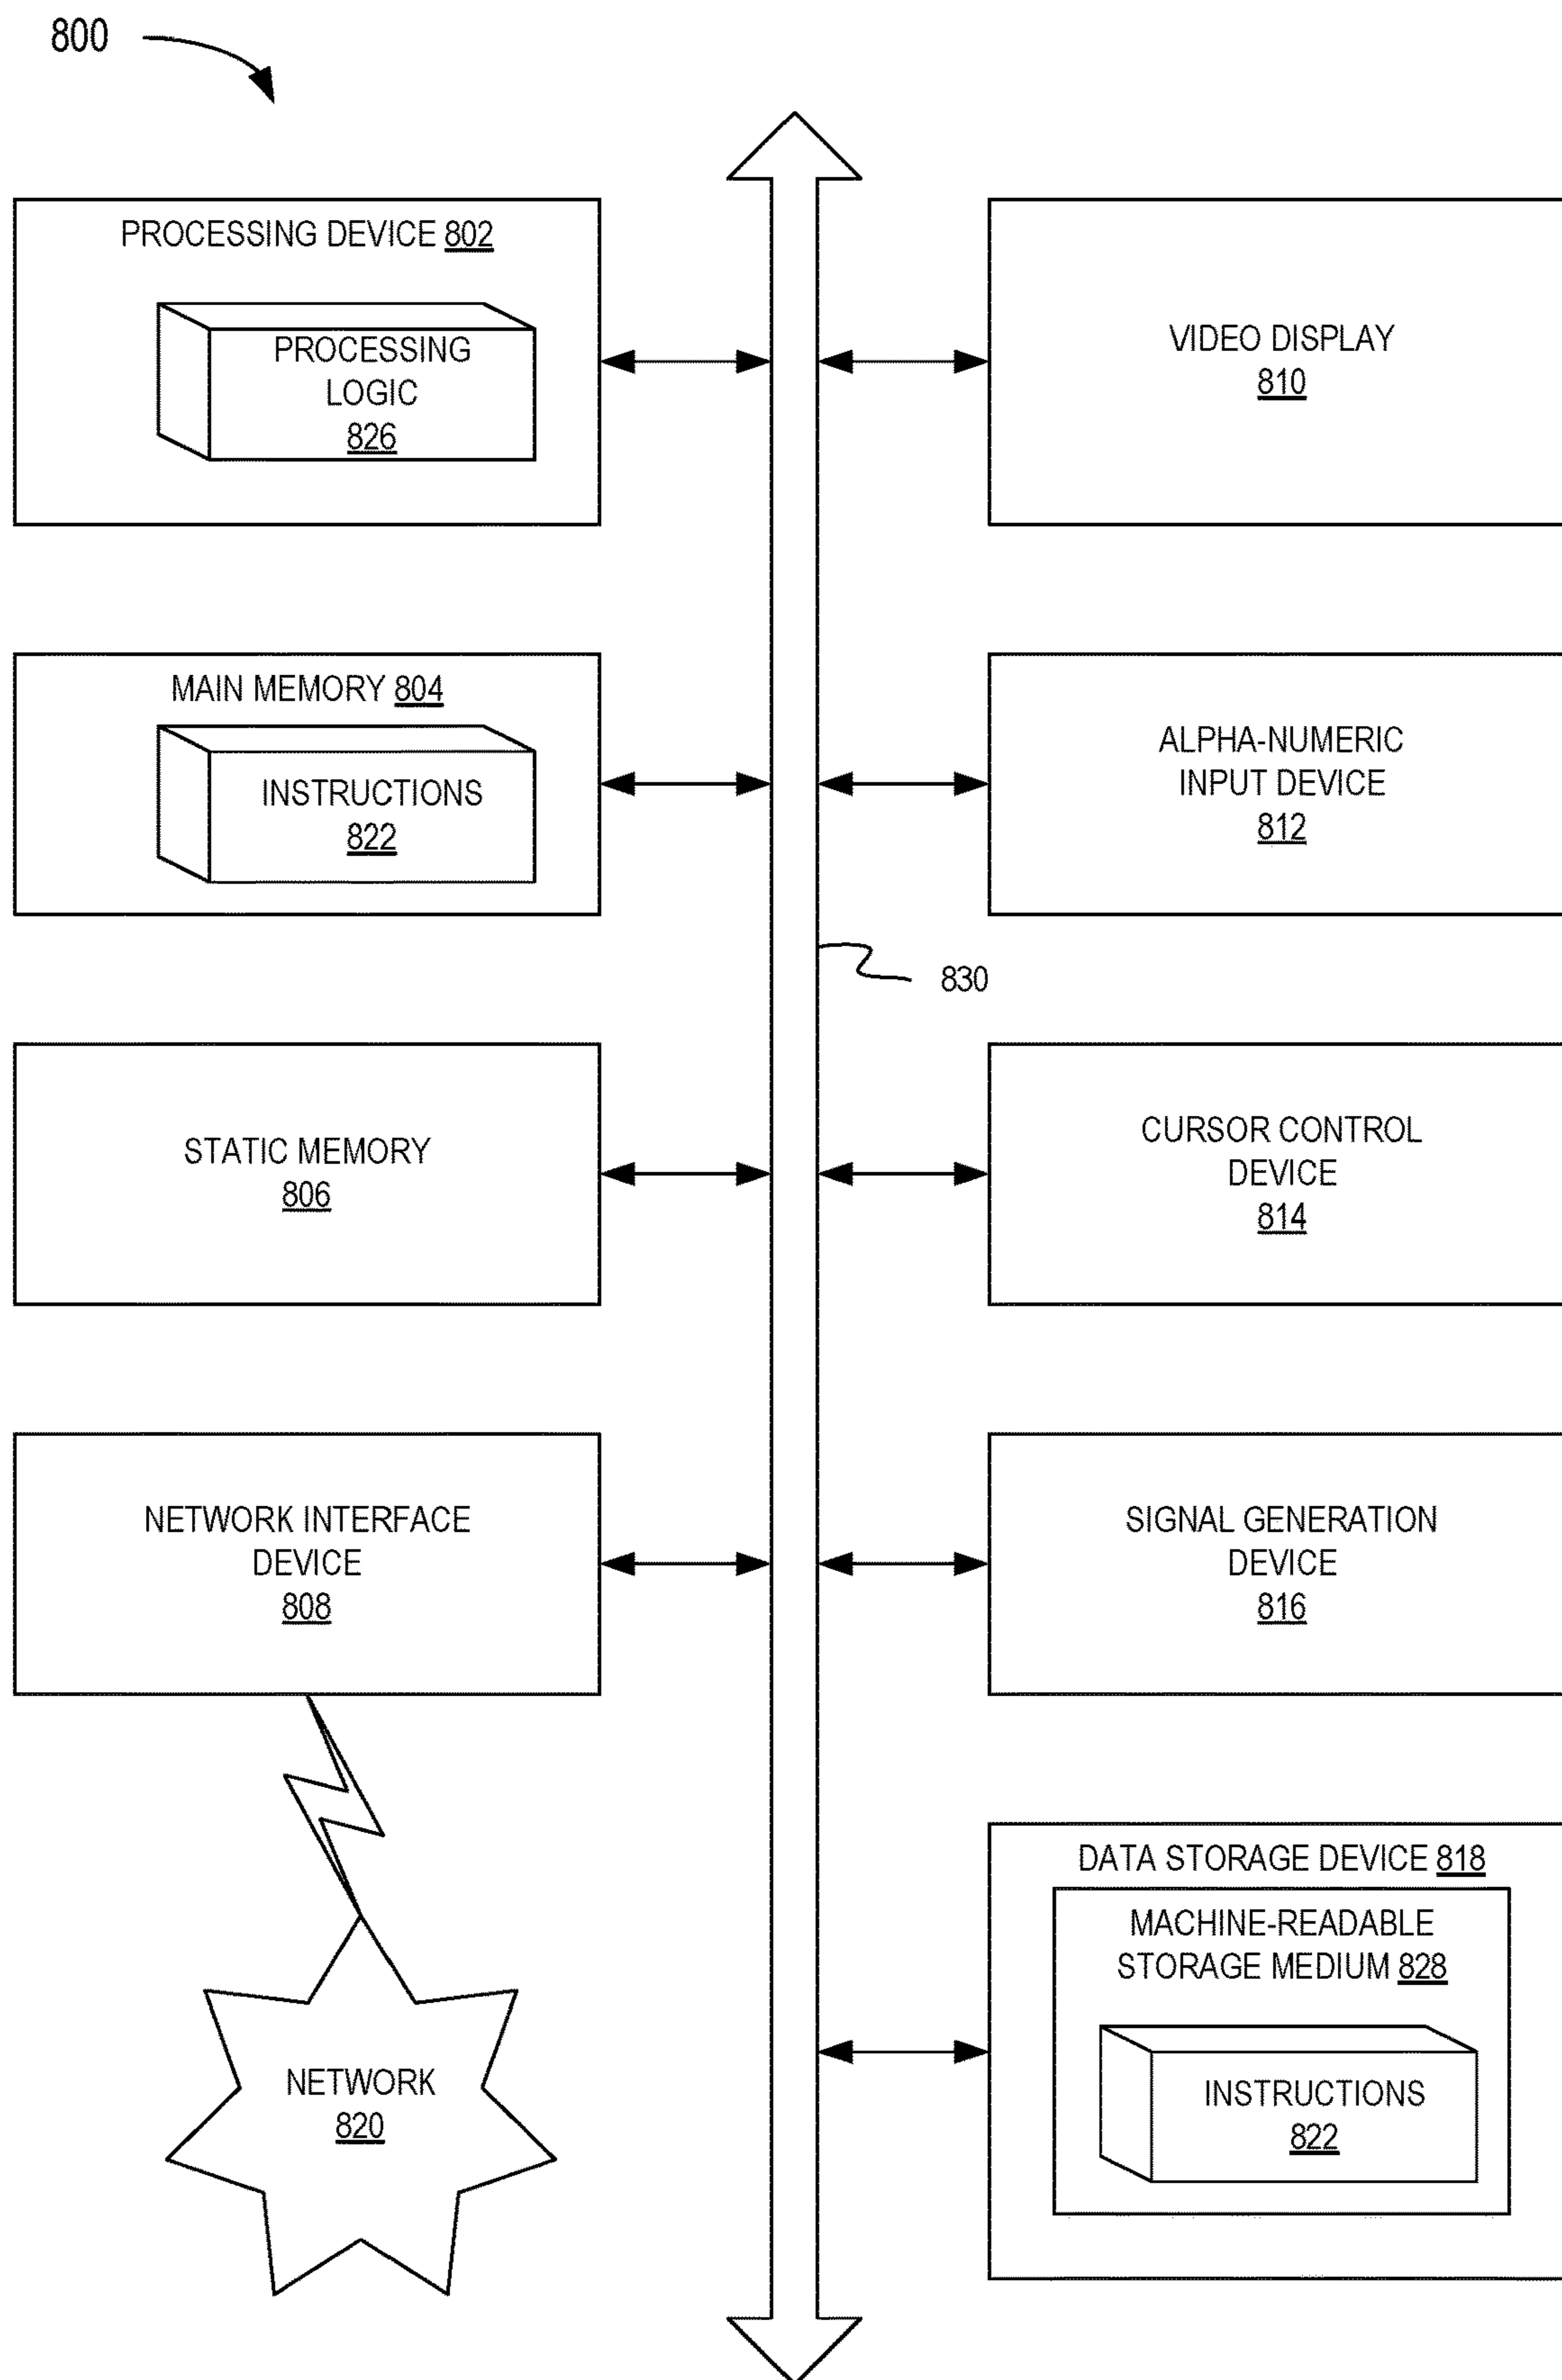 800
PROCESSING DEVICE 802
PROCESSING
LOGIC
826
VIDEO DISPLAY
810
MAIN MEMORY 804
INSTRUCTIONS
822
ALPHA-NUMERIC
INPUT DEVICE
812
830
STATIC MEMORY
806
CURSOR CONTROL
DEVICE
814
NETWORK INTERFACE
DEVICE
808
SIGNAL GENERATION
DEVICE
816
DATA STORAGE DEVICE 818
MACHINE-READABLE
STORAGE MEDIUM 828
INSTRUCTIONS
822
NETWORK
820